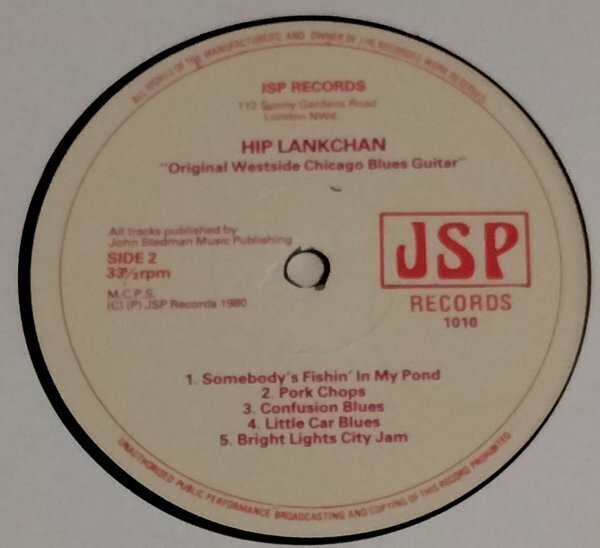 ALL RIGHTS OF THE MANUFACTURERS AND OWNER OF THE RECORDED WORK RESERVED
JSP RECORDS
112 Sunny Gardens Road
London NW4.
HIP LANKCHAN
"Original Westside Chicago Blues Guitar"
All tracks published by
John Stedman Music Publishing
SIDE 2
33⅓rpm
M.C.P.S.
(C) (P) JSP Records 1980
JSP
RECORDS
1010
1. Somebody's Fishin' In My Pond
2. Pork Chops
3. Confusion Blues
4. Little Car Blues
5. Bright Lights City Jam
UNAUTHORISED PUBLIC PERFORMANCE BROADCASTING AND COPYING OF THIS RECORD PROHIBITED